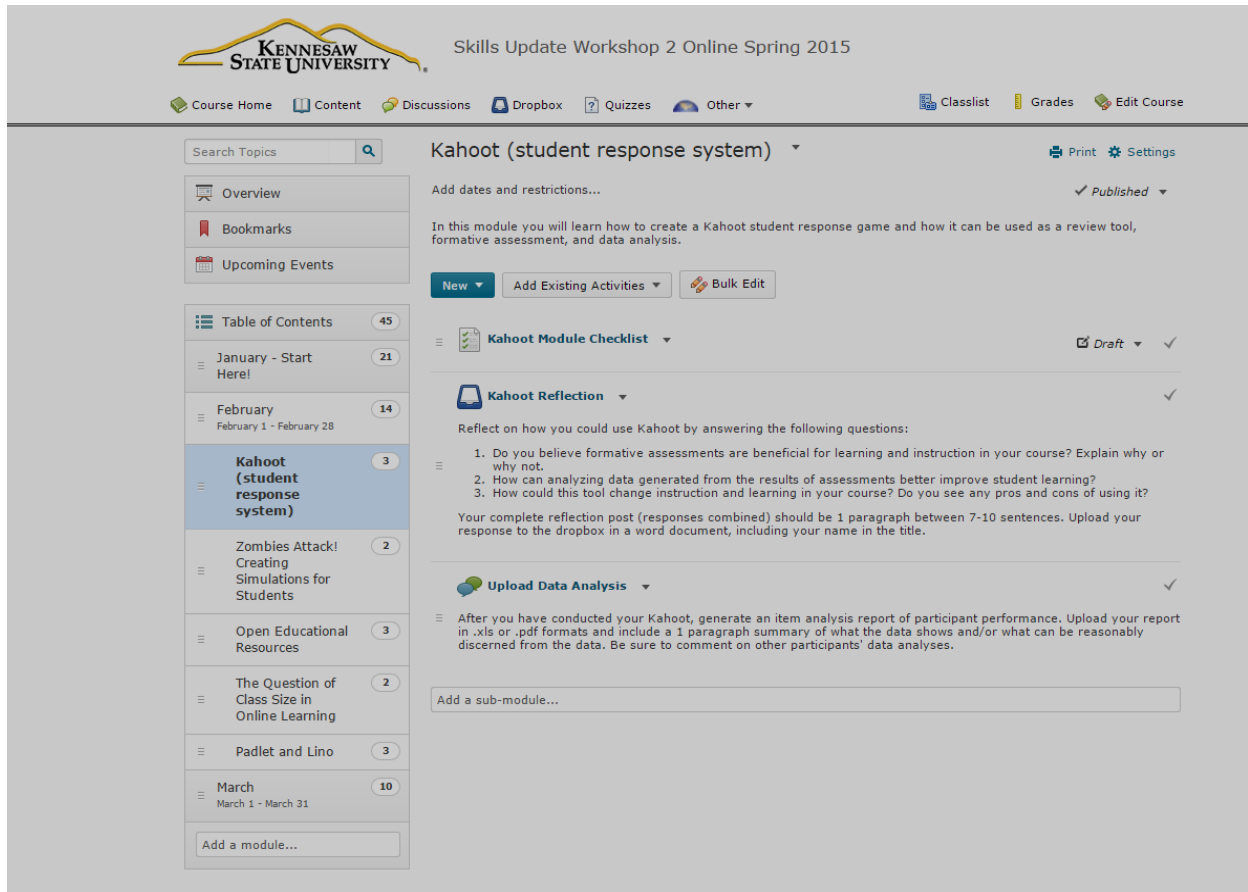 KENNESAW
STATE UNIVERSITY
Skills Update Workshop 2 Online Spring 2015
Course Home Content Discussions Dropbox Quizzes Other Classlist Grades Edit Course
Search Topics
Overview
Bookmarks
Upcoming Events
Table of Contents 45
January - Start 21
Here!
February 14
February 1 - February 28
Kahoot 3
(student
response
system)
Zombies Attack! 2
Creating
Simulations for
Students
Open Educational 3
Resources
The Question of 2
Class Size in
Online Learning
Padlet and Lino 3
March 10
March 1 - March 31
Add a module...
Kahoot (student response system)
Print Settings
Add dates and restrictions...
Published
In this module you will learn how to create a Kahoot student response game and how it can be used as a review tool,
formative assessment, and data analysis.
New Add Existing Activities Bulk Edit
Kahoot Module Checklist
Draft
Kahoot Reflection
Reflect on how you could use Kahoot by answering the following questions:
1. Do you believe formative assessments are beneficial for learning and instruction in your course? Explain why or
why not.
2. How can analyzing data generated from the results of assessments better improve student learning?
3. How could this tool change instruction and learning in your course? Do you see any pros and cons of using it?
Your complete reflection post (responses combined) should be 1 paragraph between 7-10 sentences. Upload your
response to the dropbox in a word document, including your name in the title.
Upload Data Analysis
After you have conducted your Kahoot, generate an item analysis report of participant performance. Upload your report
in .xls or .pdf formats and include a 1 paragraph summary of what the data shows and/or what can be reasonably
discerned from the data. Be sure to comment on other participants' data analyses.
Add a sub-module...